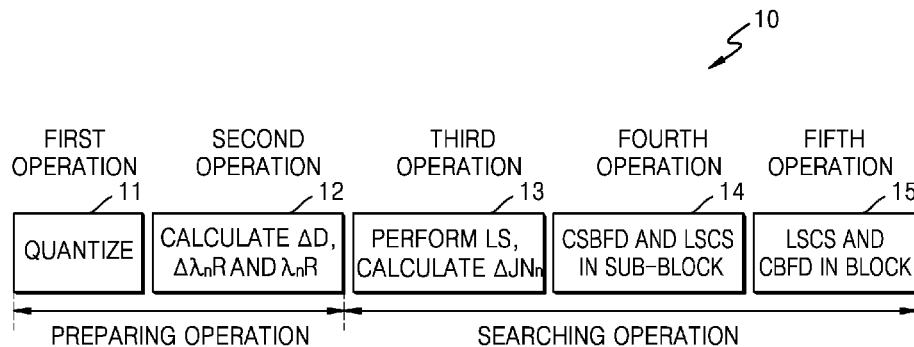 10
FIRST OPERATION
SECOND OPERATION
THIRD OPERATION
FOURTH OPERATION
FIFTH OPERATION
11
12
13
14
15
QUANTIZE
CALCULATE ΔD,
ΔλₙR AND λₙR
PERFORM LS,
CALCULATE ΔJNₙ
CSBFD AND LSCS
IN SUB-BLOCK
LSCS AND
CBFD IN BLOCK
PREPARING OPERATION
SEARCHING OPERATION